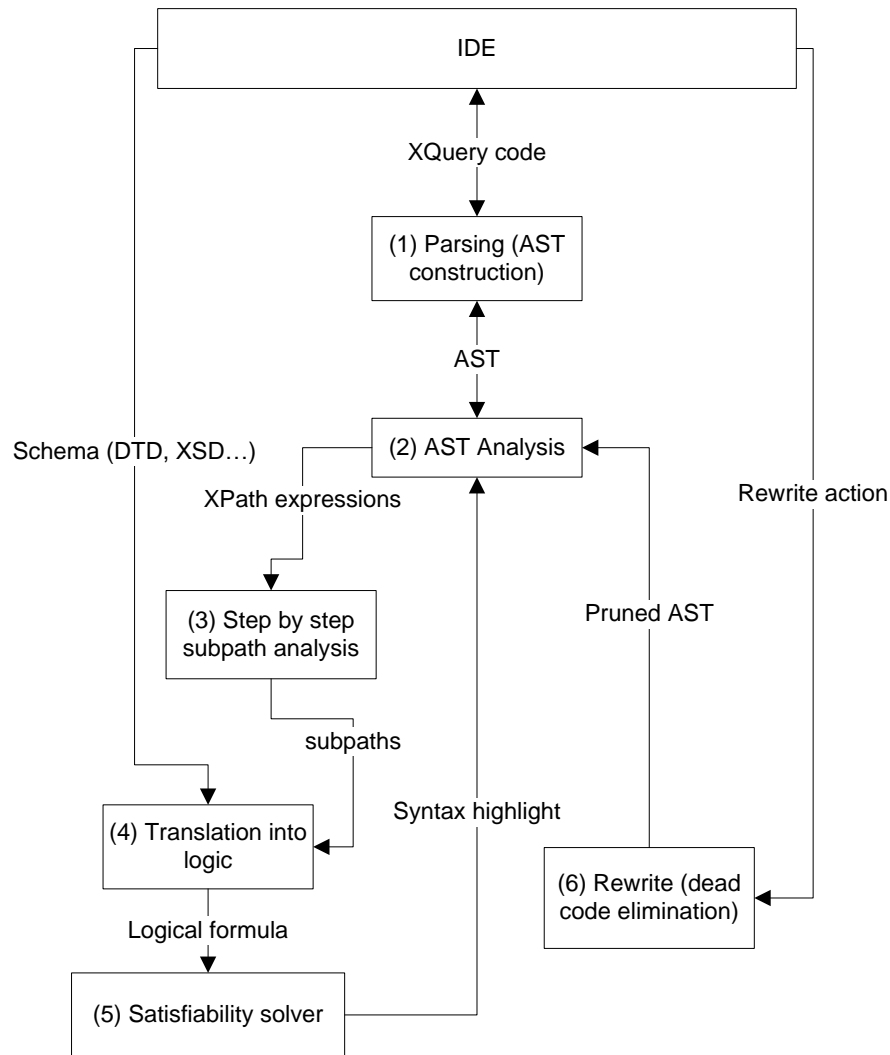 IDE
XQuery code
(1) Parsing (AST
construction)
AST
(2) AST Analysis
Schema (DTD, XSD…)
XPath expressions
Rewrite action
(3) Step by step
subpath analysis
Pruned AST
subpaths
Syntax highlight
(4) Translation into
logic
(6) Rewrite (dead
code elimination)
Logical formula
(5) Satisfiability solver